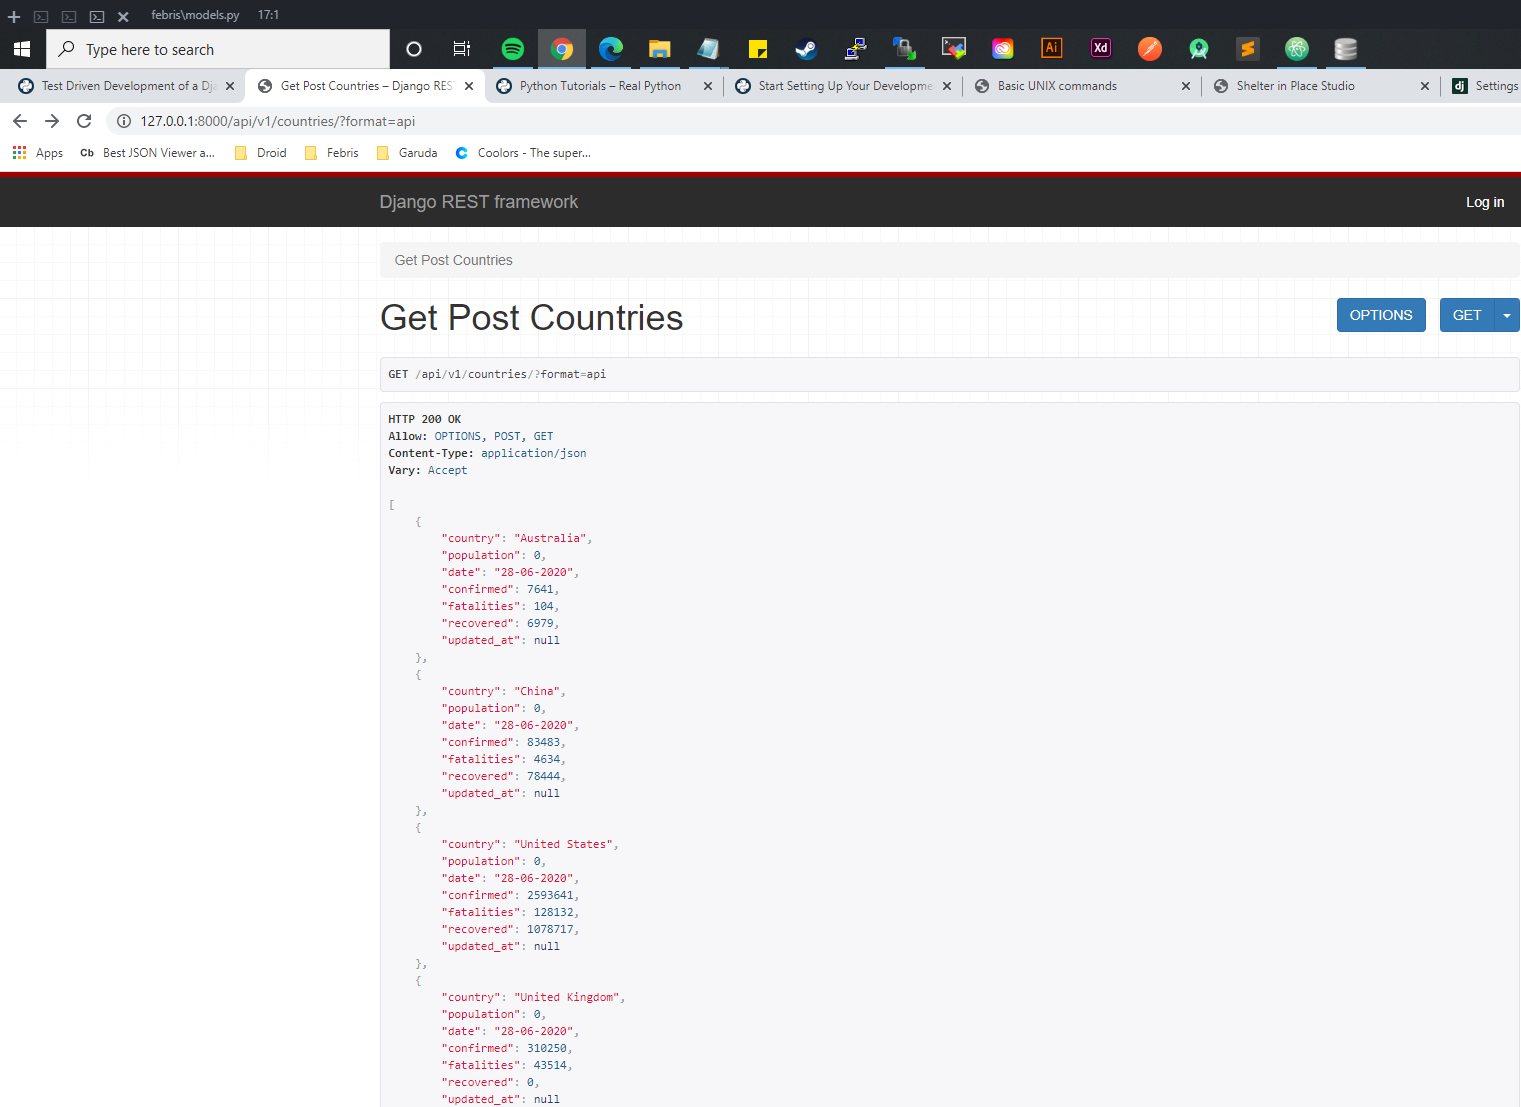 febris\models.py 17:1
Type here to search
Ai Xd
Test Driven Development of a Dja
Get Post Countries – Django RES
Python Tutorials – Real Python
Start Setting Up Your Developme
Basic UNIX commands
Shelter in Place Studio
dj Settings
127.0.0.1:8000/api/v1/countries/?format=api
Apps Cb Best JSON Viewer a... Droid Febris Garuda Coolors - The super...
Django REST framework
Log in
Get Post Countries
Get Post Countries
OPTIONS
GET
GET /api/v1/countries/?format=api
HTTP 200 OK
Allow: OPTIONS, POST, GET
Content-Type: application/json
Vary: Accept
[
{
"country": "Australia",
"population": 0,
"date": "28-06-2020",
"confirmed": 7641,
"fatalities": 104,
"recovered": 6979,
"updated_at": null
},
{
"country": "China",
"population": 0,
"date": "28-06-2020",
"confirmed": 83483,
"fatalities": 4634,
"recovered": 78444,
"updated_at": null
},
{
"country": "United States",
"population": 0,
"date": "28-06-2020",
"confirmed": 2593641,
"fatalities": 128132,
"recovered": 1078717,
"updated_at": null
},
{
"country": "United Kingdom",
"population": 0,
"date": "28-06-2020",
"confirmed": 310250,
"fatalities": 43514,
"recovered": 0,
"updated_at": null